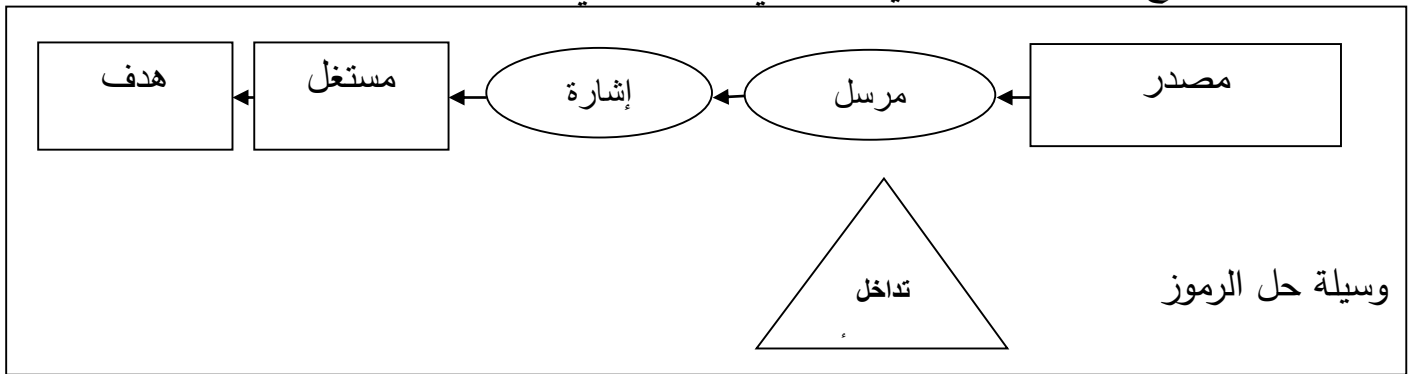 مصدر
مرسل
إشارة
مستغل
هدف
وسيلة حل الرموز
تداخل
أ